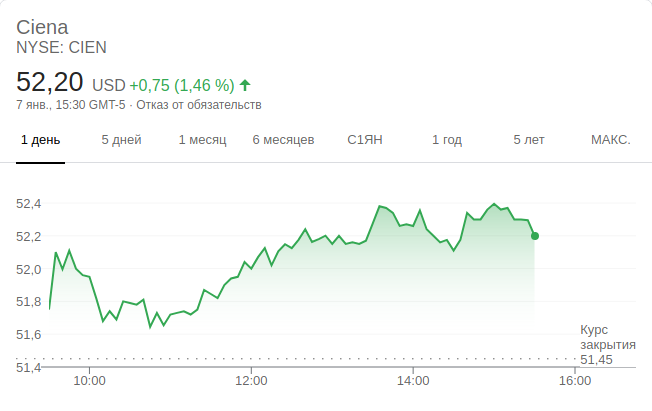 Ciena
NYSE: CIEN
52,20 USD +0,75 (1,46 %)
7 янв., 15:30 GMT-5 · Отказ от обязательств
1 день 5 дней 1 месяц 6 месяцев С1ЯН 1 год 5 лет МАКС.
52,4
52,2
52,0
51,8
51,6
51,4
Курс
закрытия
51,45
10:00 12:00 14:00 16:00